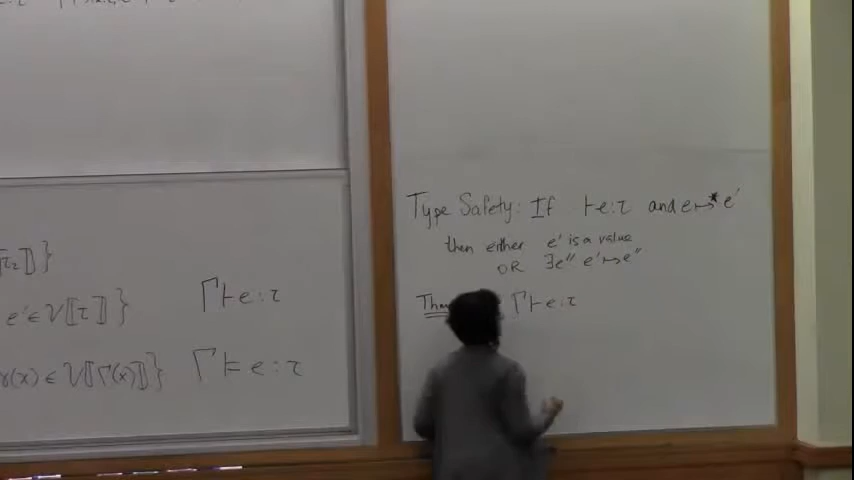 τ₂⟧}
e' ∈ V⟦τ⟧}
Γ ⊢ e : τ
γ(x) ∈ V⟦Γ(x)⟧}
Γ ⊨ e : τ
Type Safety: If ⊢ e : τ and e ↦* e'
then either e' is a value
OR ∃e'' e' ↦ e''
Γ ⊢ e : τ